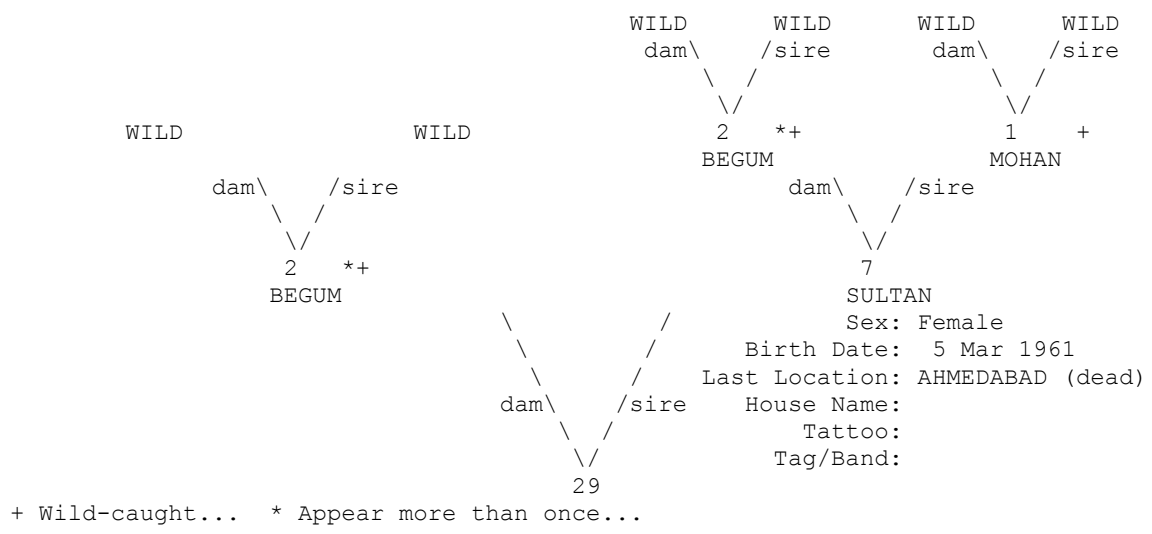 WILD WILD WILD WILD
dam\ /sire dam\ /sire
\ / \ /
\/ \/
WILD WILD 2 *+ 1 +
BEGUM MOHAN
dam\ /sire dam\ /sire
\ / \ /
\/ \/
2 *+ 7
BEGUM SULTAN
\ / Sex: Female
\ / Birth Date: 5 Mar 1961
\ / Last Location: AHMEDABAD (dead)
dam\ /sire House Name:
\ / Tattoo:
\/ Tag/Band:
29
+ Wild-caught... * Appear more than once...